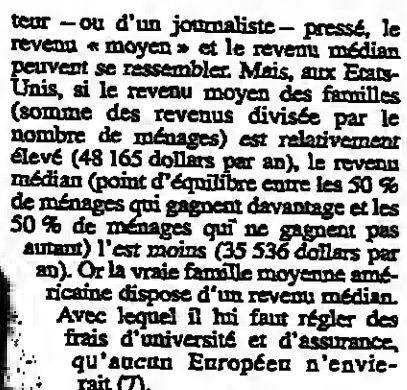 teur – ou d'un journaliste – pressé, le
revenu « moyen » et le revenu médian
peuvent se ressembler. Mais, aux Etats-
Unis, si le revenu moyen des familles
(somme des revenus divisée par le
nombre de ménages) est relativement
élevé (48 165 dollars par an), le revenu
médian (point d'équilibre entre les 50 %
de ménages qui gagnent davantage et les
50 % de ménages qui ne gagnent pas
autant) l'est moins (35 536 dollars par
an). Or la vraie famille moyenne amé-
ricaine dispose d'un revenu médian.
Avec lequel il lui faut régler des
frais d'université et d'assurance,
qu'aucun Européen n'envie-
rait (7).